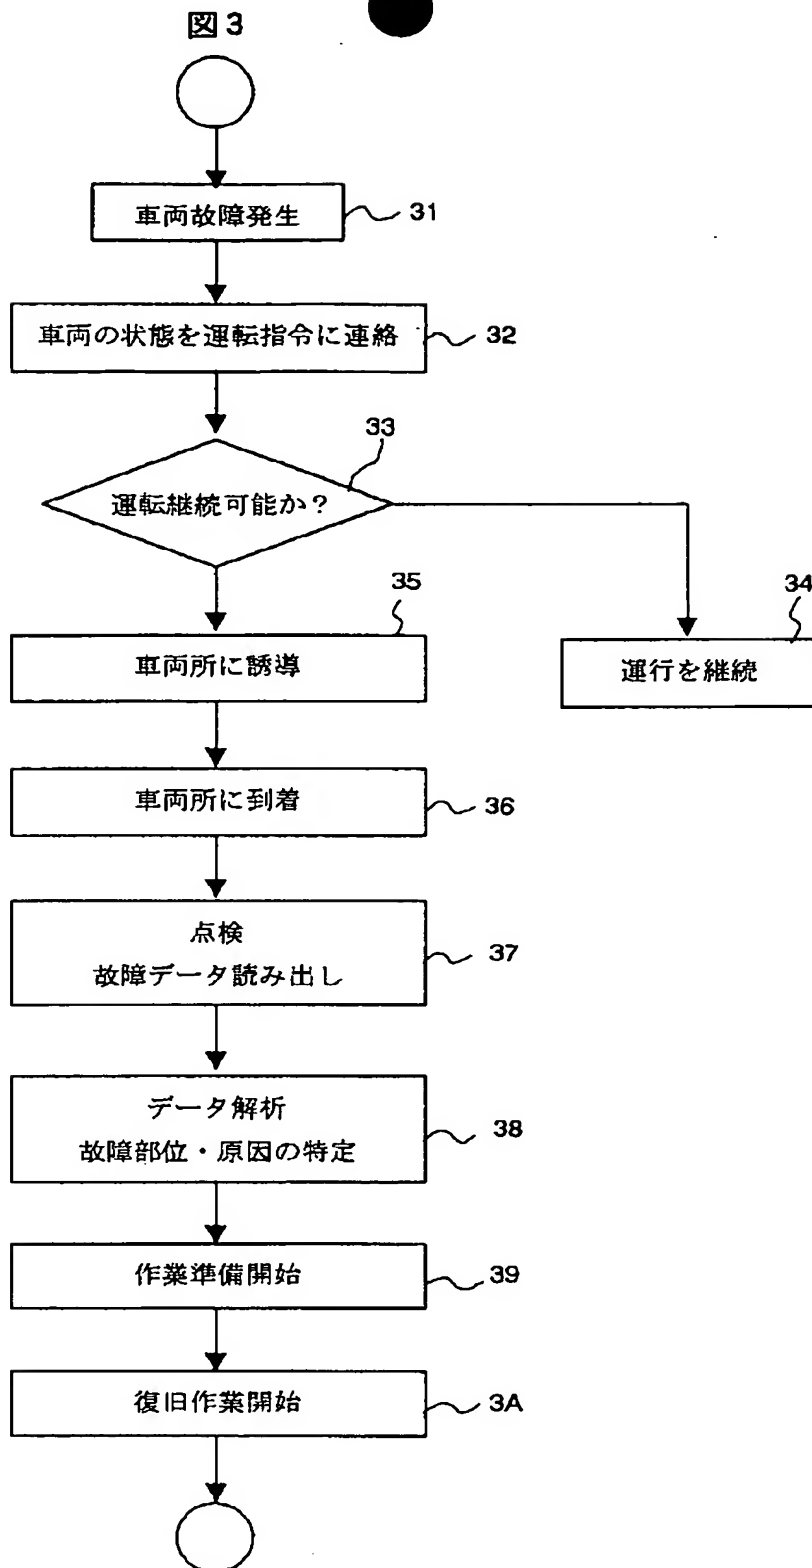 図3
車両故障発生
31
車両の状態を運転指令に連絡
32
33
運転継続可能か?
35
34
車両所に誘導
運行を継続
車両所に到着
36
点検
故障データ読み出し
37
データ解析
故障部位・原因の特定
38
作業準備開始
39
復旧作業開始
3A